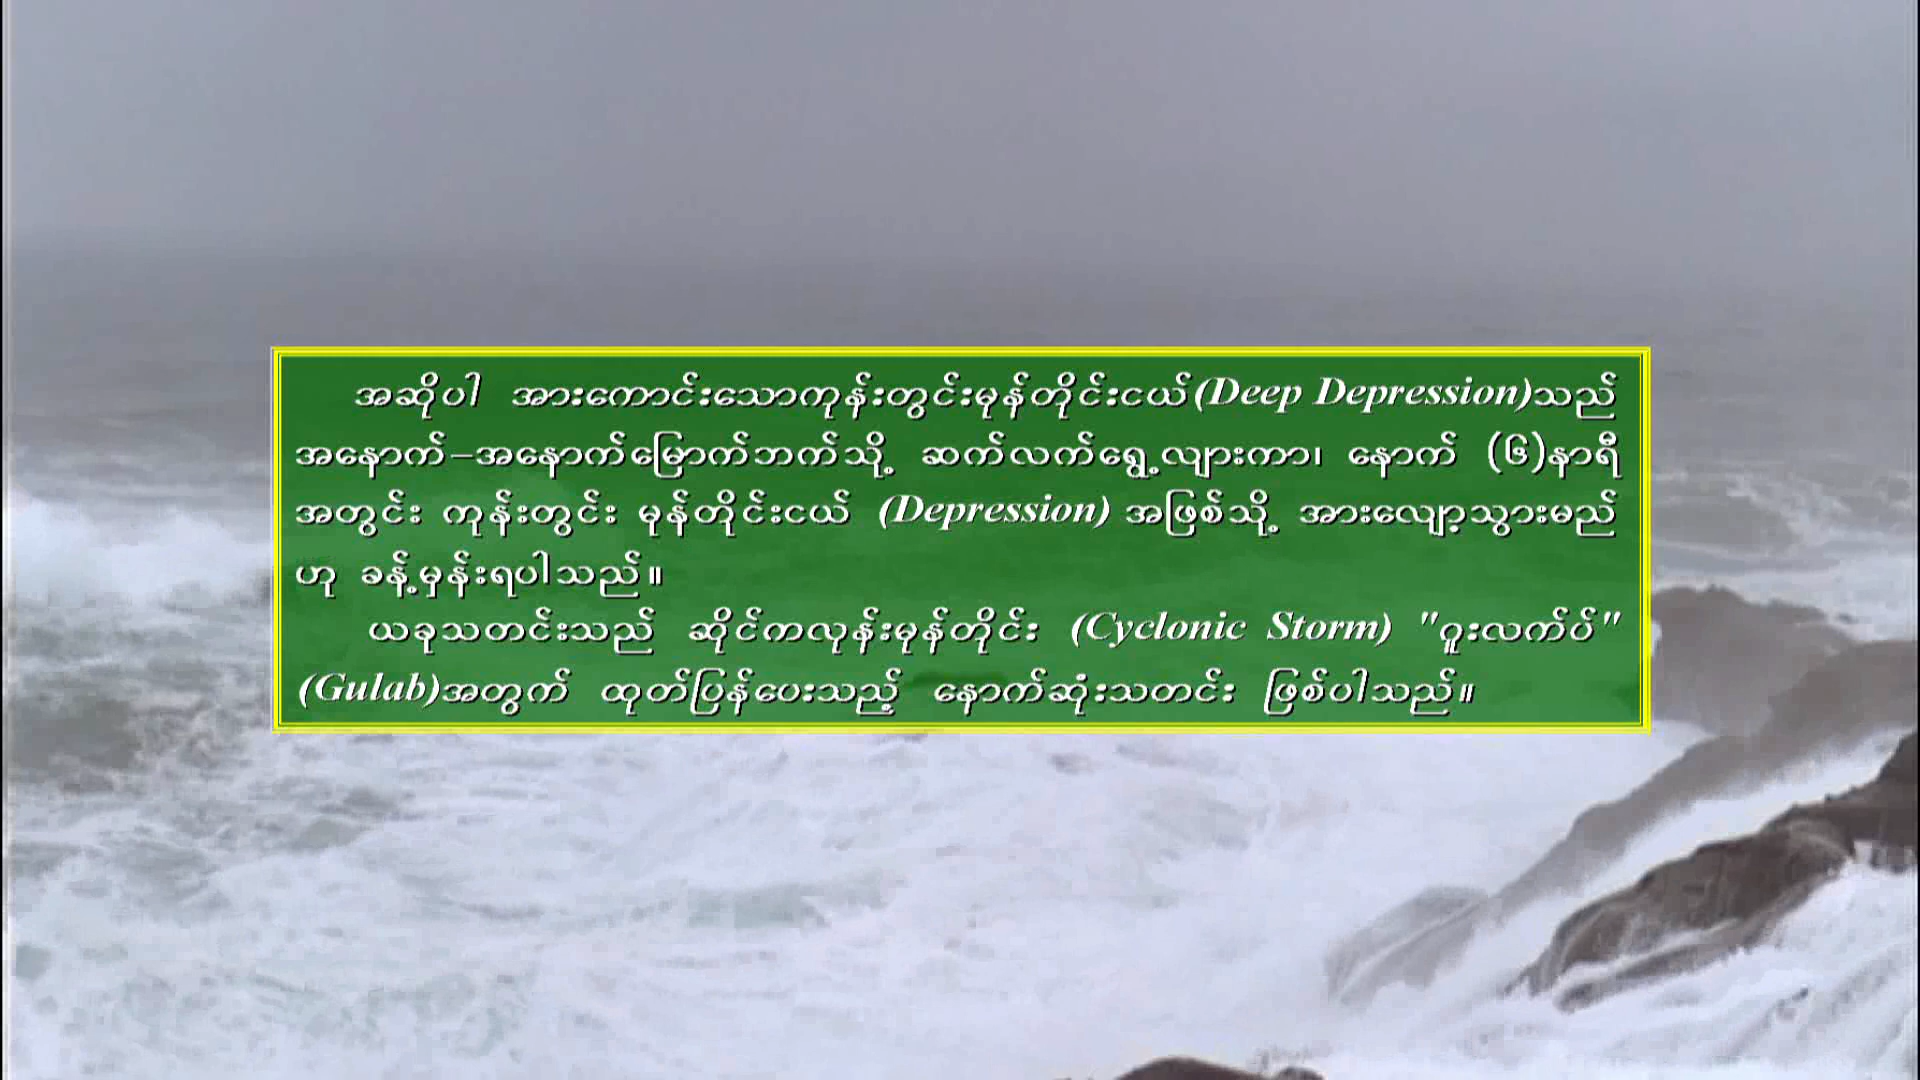 အဆိုပါ အားကောင်းသောကုန်းတွင်းမုန်တိုင်းငယ်(Deep Depression)သည်
အနောက်-အနောက်မြောက်ဘက်သို့ ဆက်လက်ရွေ့လျားကာ၊ နောက် (၆)နာရီ
အတွင်း ကုန်းတွင်း မုန်တိုင်းငယ် (Depression) အဖြစ်သို့ အားလျော့သွားမည်
ဟု ခန့်မှန်းရပါသည်။
ယခုသတင်းသည် ဆိုင်ကလုန်းမုန်တိုင်း (Cyclonic Storm) "ဂူးလက်ပ်"
(Gulab)အတွက် ထုတ်ပြန်ပေးသည့် နောက်ဆုံးသတင်း ဖြစ်ပါသည်။